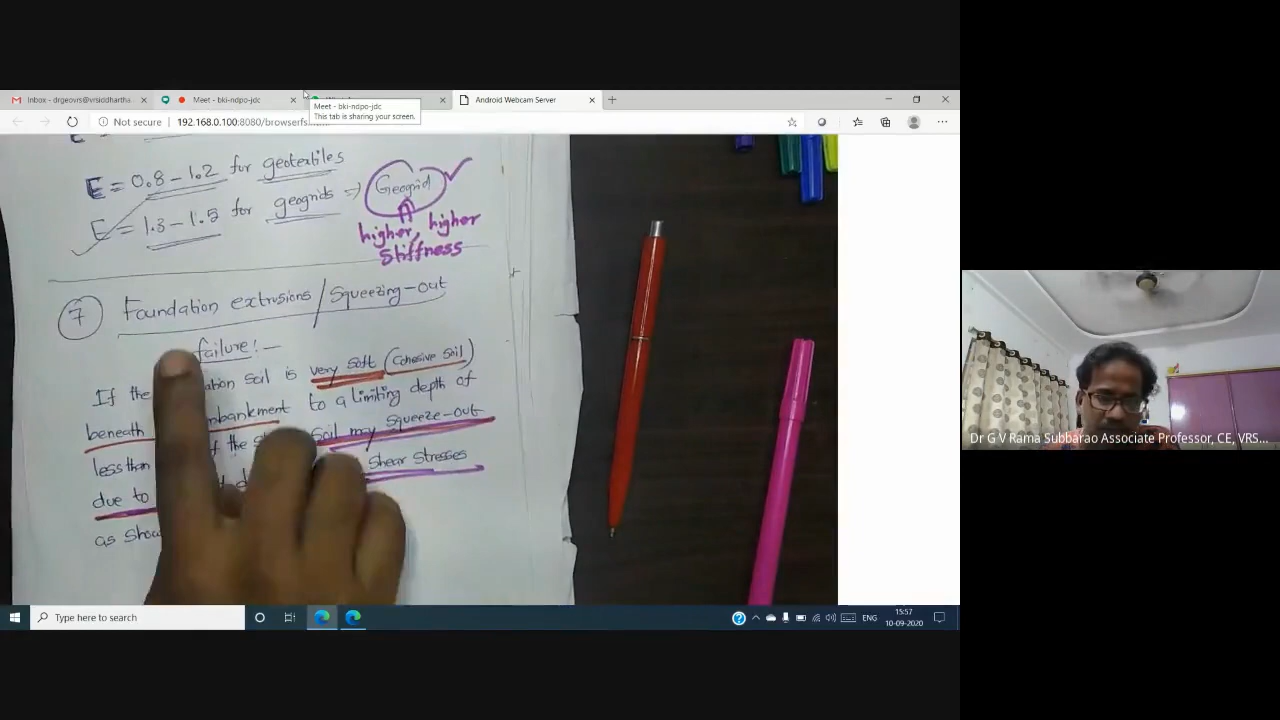 Inbox - drgeovrs@vrsiddhartha
Meet - bki-ndpo-jdc
Android Webcam Server
Meet - bki-ndpo-jdc
This tab is sharing your screen.
Not secure
192.168.0.100:8080/browserfs.
E = 0.8 - 1.2 for geotextiles
E = 1.3 - 1.5 for geogrids => Geogrid
higher, higher
Stiffness
7 Foundation extrusions / Squeezing-out
failure! -
If the soil is very soft (Cohesive soil)
beneath to a limiting depth of
less than soil may squeeze-out
due to shear stresses
as
Dr G V Rama Subbarao Associate Professor, CE, VRS...
Type here to search
ENG
15:57
10-09-2020